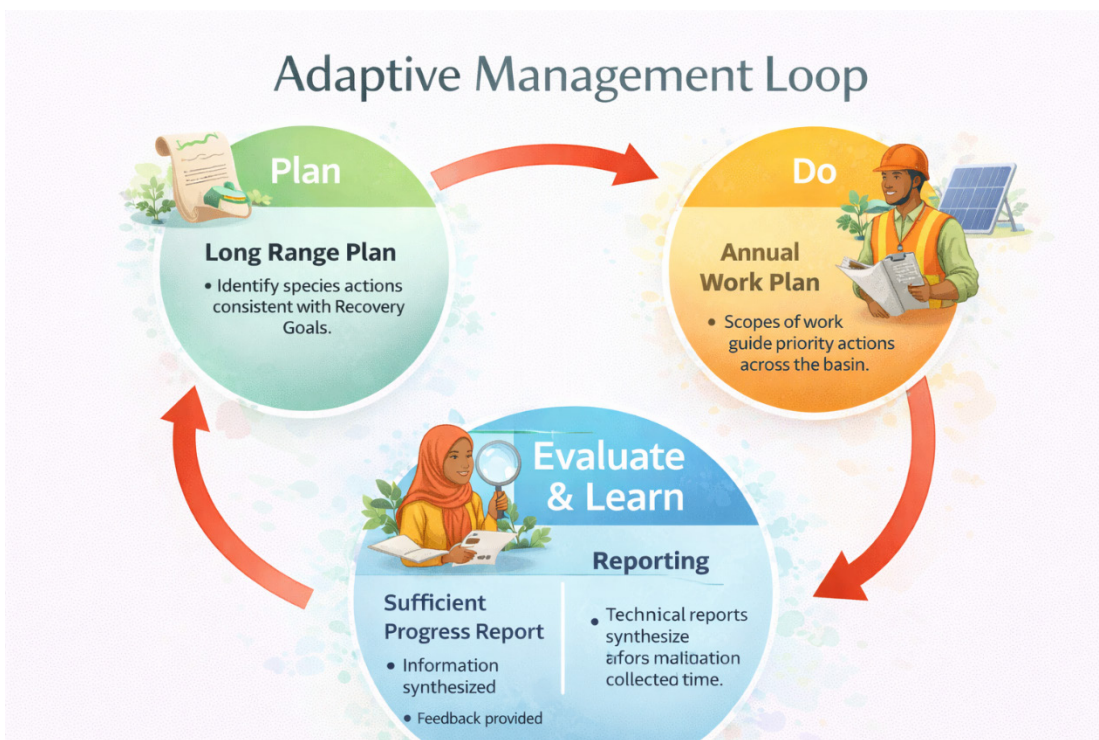 Adaptive Management Loop
Plan
Long Range Plan
• Identify species actions
consistent with Recovery
Goals.
Do
Annual
Work Plan
• Scopes of work
guide priority actions
across the basin.
Evaluate
& Learn
Sufficient
Progress Report
• Information
synthesized
• Feedback provided
Reporting
• Technical reports
synthesize
collected time.